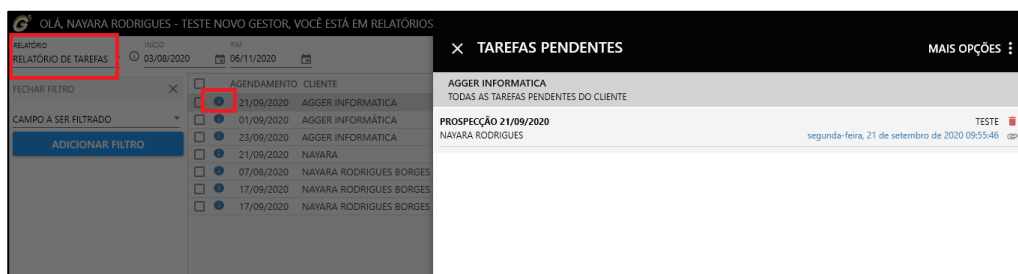 OLÁ, NAYARA RODRIGUES - TESTE NOVO GESTOR, VOCÊ ESTÁ EM RELATÓRIOS
RELATÓRIO
RELATÓRIO DE TAREFAS
INÍCIO
03/08/2020
FIM
06/11/2020
FECHAR FILTRO
CAMPO A SER FILTRADO
ADICIONAR FILTRO
AGENDAMENTO CLIENTE
21/09/2020 AGGER INFORMATICA
01/09/2020 AGGER INFORMÁTICA
23/09/2020 AGGER INFORMATICA
21/09/2020 NAYARA
07/08/2020 NAYARA RODRIGUES BORGES
17/09/2020 NAYARA RODRIGUES BORGES
17/09/2020 NAYARA RODRIGUES BORGES
TAREFAS PENDENTES
MAIS OPÇÕES
AGGER INFORMATICA
TODAS AS TAREFAS PENDENTES DO CLIENTE
PROSPECÇÃO 21/09/2020 TESTE
NAYARA RODRIGUES segunda-feira, 21 de setembro de 2020 09:55:46